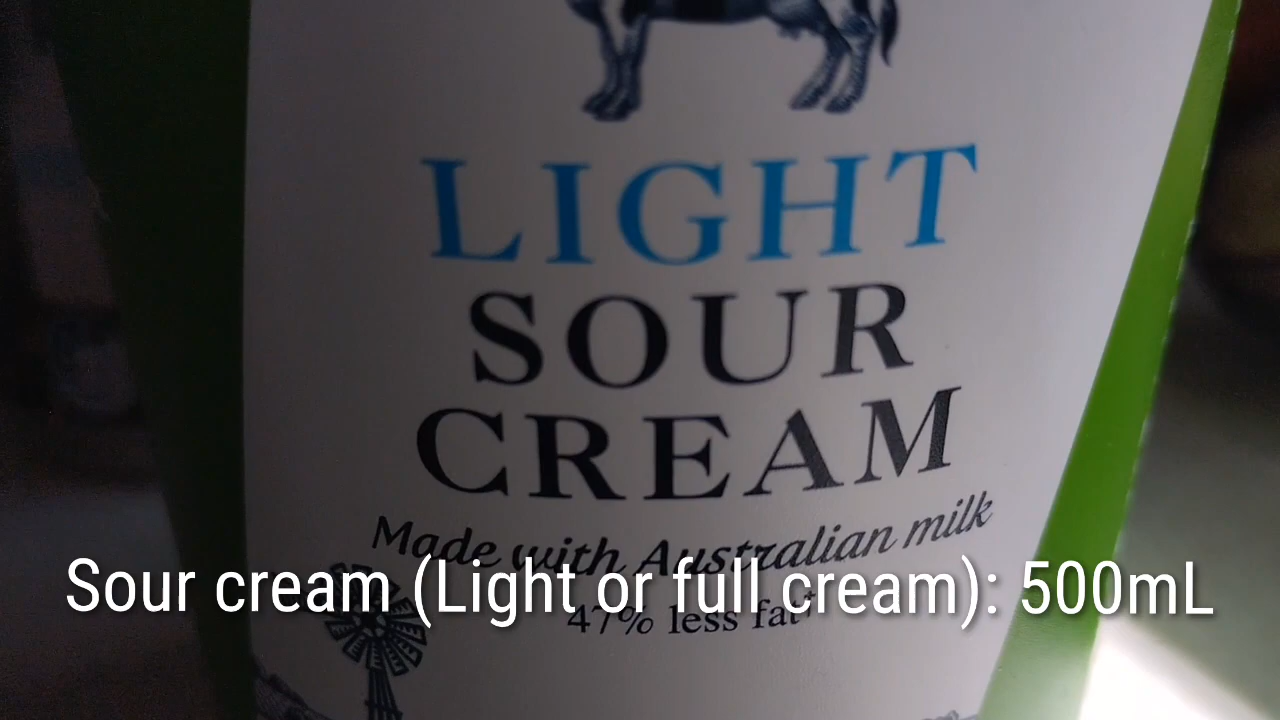 LIGHT
SOUR
CREAM
Made with Australian milk
Sour cream (Light or full cream): 500mL
47% less fat†